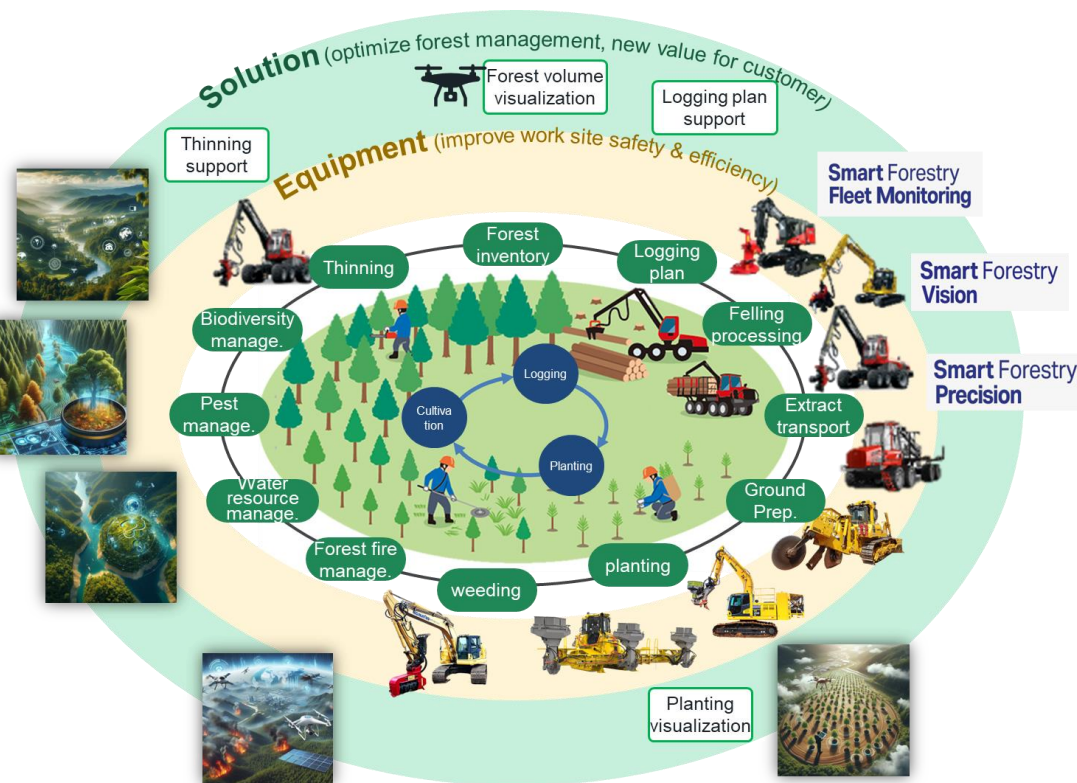 Solution (optimize forest management, new value for customer)
Forest volume
visualization
Logging plan
support
Thinning
support
Equipment (improve work site safety & efficiency)
Smart Forestry
Fleet Monitoring
Smart Forestry
Vision
Smart Forestry
Precision
Forest
inventory
Logging
plan
Felling
processing
Extract
transport
Ground
Prep.
planting
weeding
Forest fire
manage.
Water
resource
manage.
Pest
manage.
Biodiversity
manage.
Thinning
Logging
Planting
Cultiva
tion
Planting
visualization